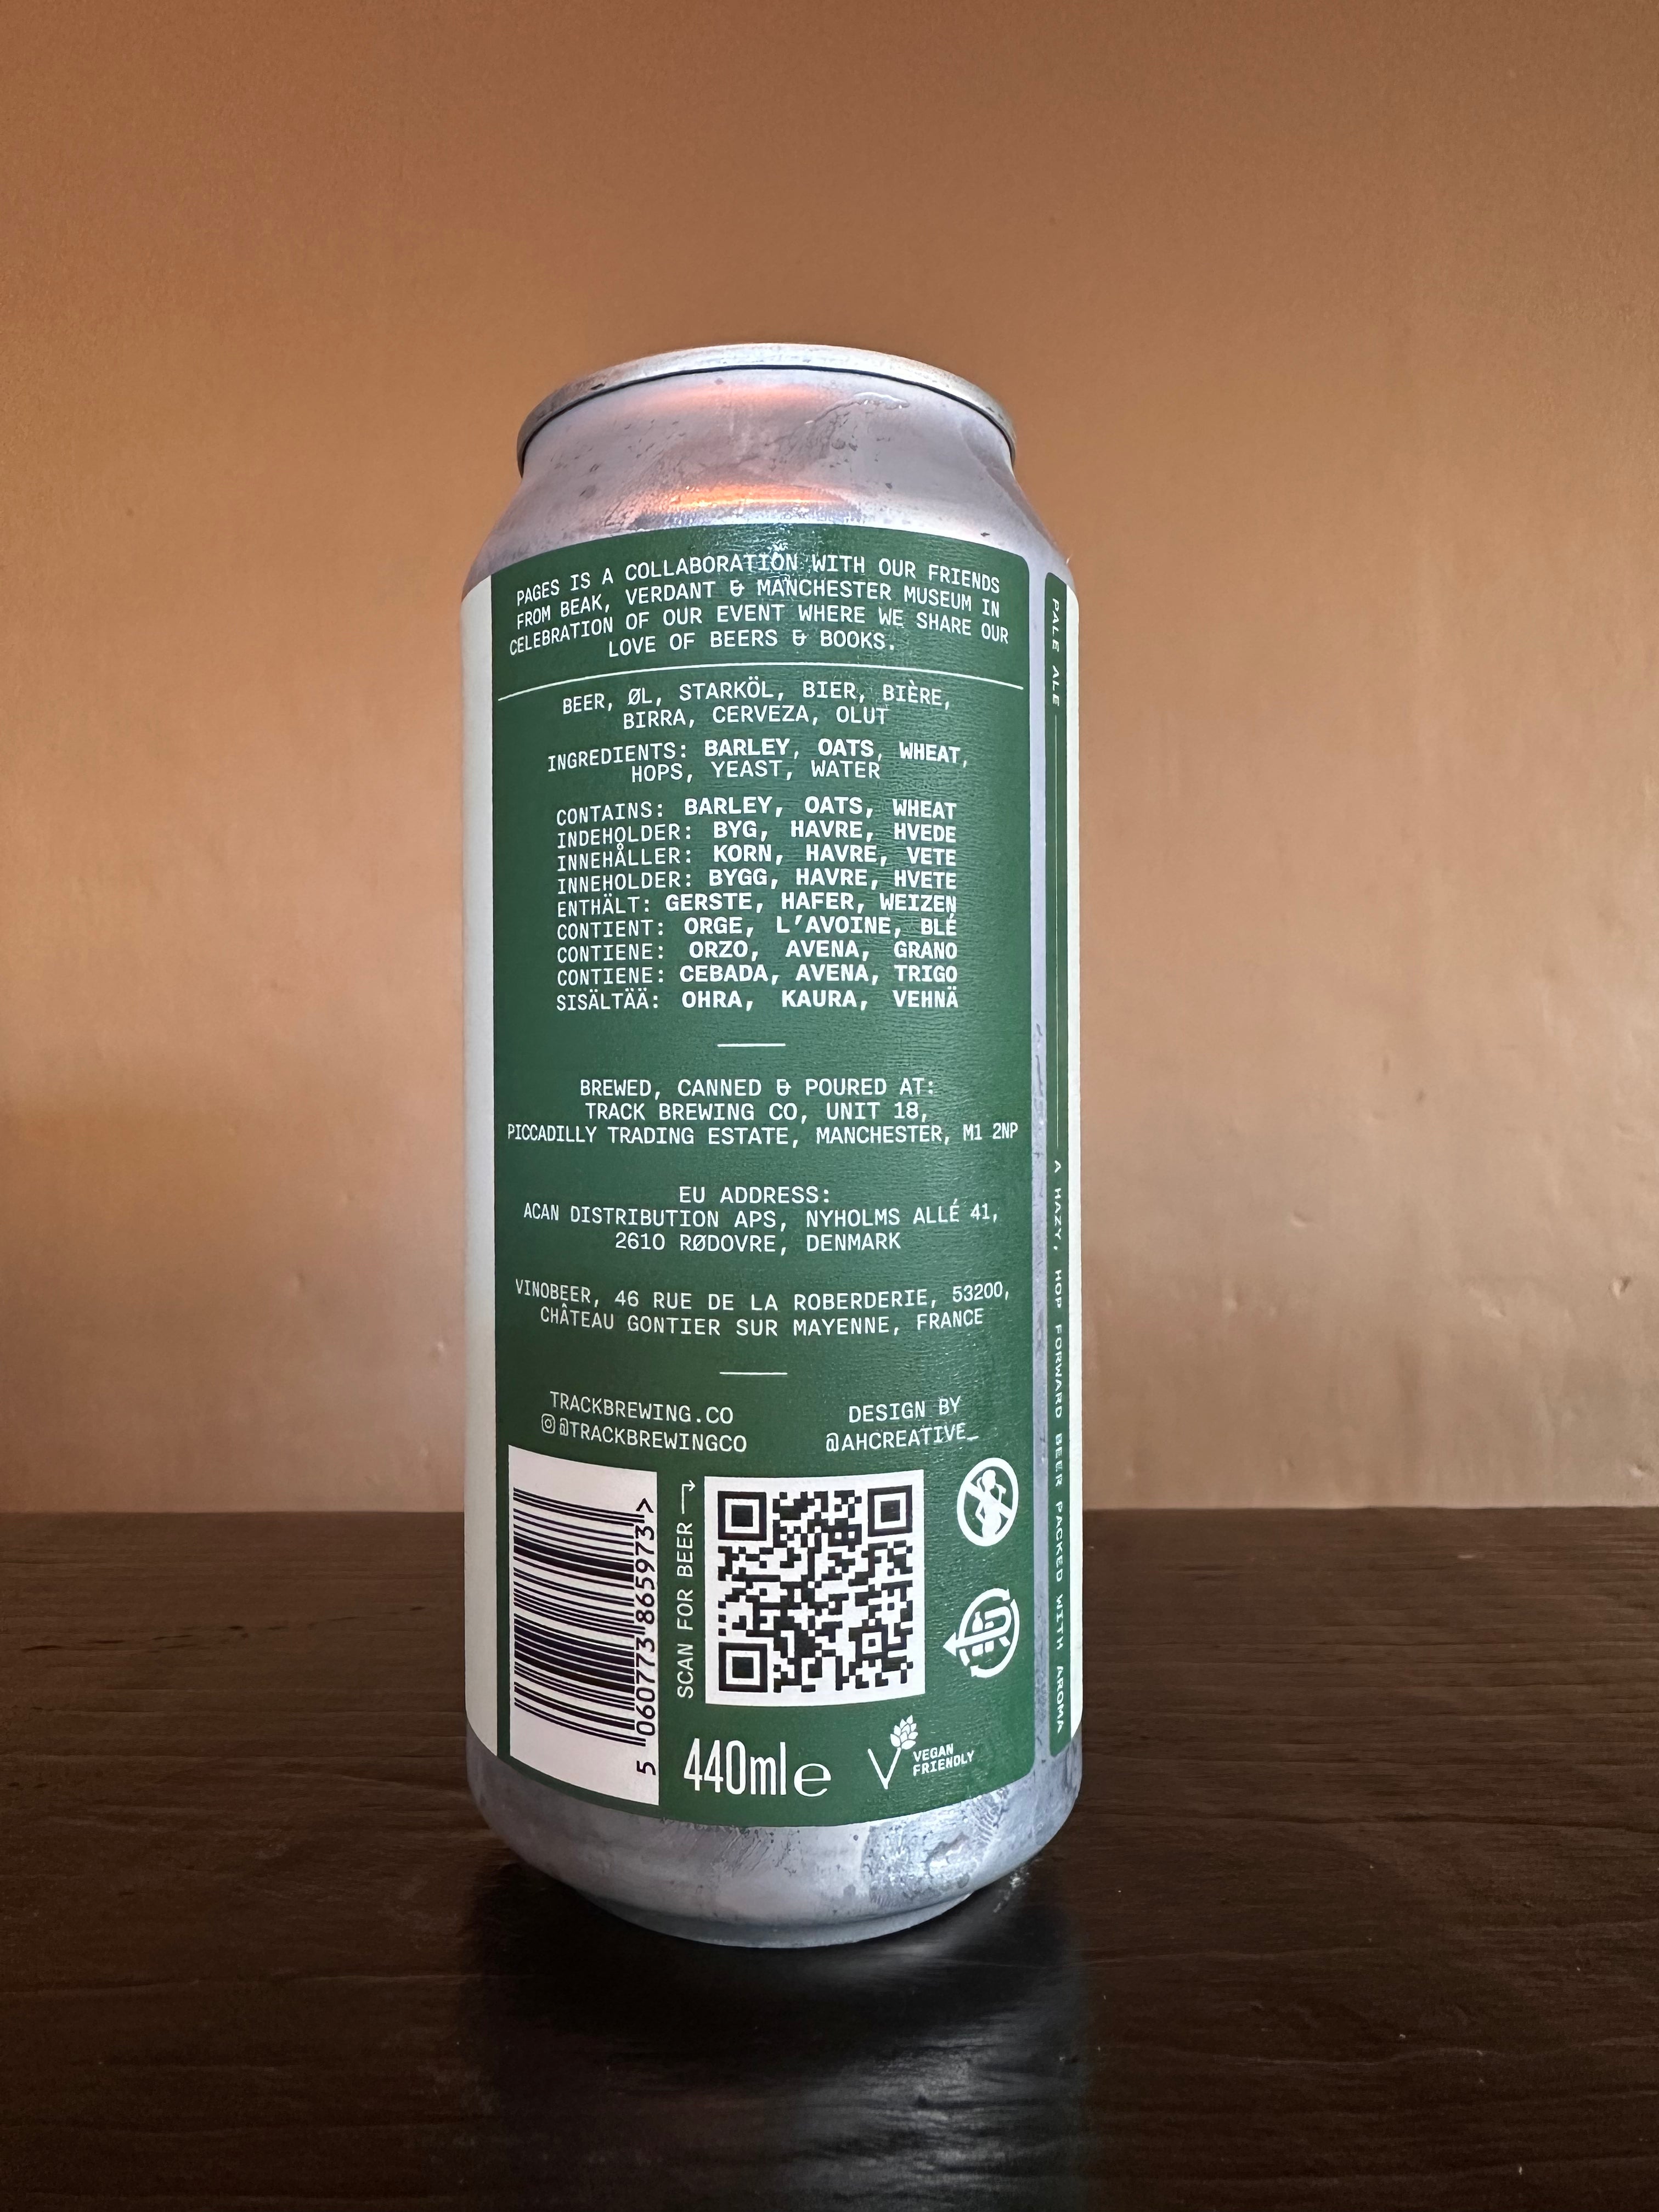 PAGES IS A COLLABORATION WITH OUR FRIENDS
FROM BEAK, VERDANT & MANCHESTER MUSEUM IN
CELEBRATION OF OUR EVENT WHERE WE SHARE OUR
LOVE OF BEERS & BOOKS.
BEER, ØL, STARKÖL, BIER, BIÈRE,
BIRRA, CERVEZA, OLUT
INGREDIENTS: BARLEY, OATS, WHEAT,
HOPS, YEAST, WATER
CONTAINS: BARLEY, OATS, WHEAT
INDEHOLDER: BYG, HAVRE, HVEDE
INNEHÅLLER: KORN, HAVRE, VETE
INNEHOLDER: BYGG, HAVRE, HVETE
ENTHÄLT: GERSTE, HAFER, WEIZEN
CONTIENT: ORGE, L'AVOINE, BLÉ
CONTIENE: ORZO, AVENA, GRANO
CONTIENE: CEBADA, AVENA, TRIGO
SISÄLTÄÄ: OHRA, KAURA, VEHNÄ
BREWED, CANNED & POURED AT:
TRACK BREWING CO, UNIT 18,
PICCADILLY TRADING ESTATE, MANCHESTER, M1 2NP
EU ADDRESS:
ACAN DISTRIBUTION APS, NYHOLMS ALLÉ 41,
2610 RØDOVRE, DENMARK
VINOBEER, 46 RUE DE LA ROBERDERIE, 53200,
CHÂTEAU GONTIER SUR MAYENNE, FRANCE
TRACKBREWING.CO
@TRACKBREWINGCO
DESIGN BY
@AHCREATIVE_
5 060773 865973 >
SCAN FOR BEER
440ml e
VEGAN
FRIENDLY
PALE ALE
A HAZY, HOP FORWARD BEER PACKED WITH AROMA